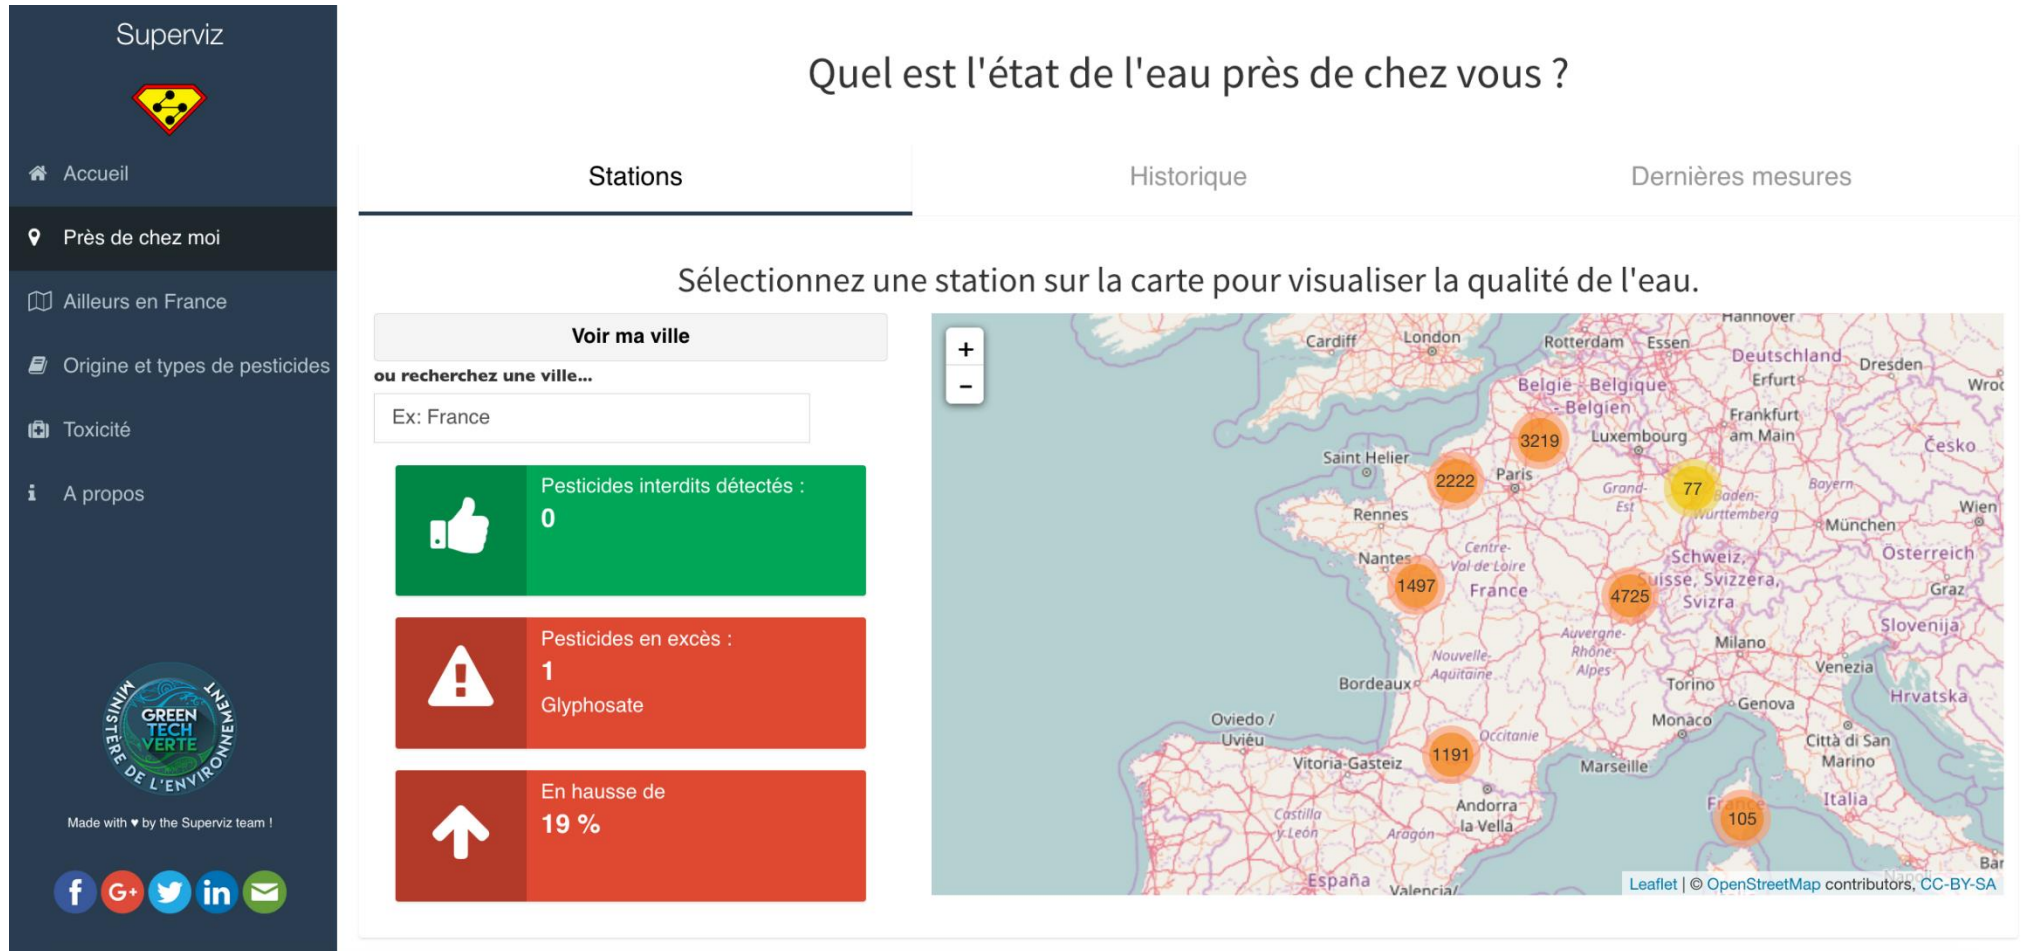 Superviz
Accueil
Près de chez moi
Ailleurs en France
Origine et types de pesticides
Toxicité
A propos
MINISTÈRE DE L'ENVIRONNEMENT
GREEN
TECH
VERTE
Made with ♥ by the Superviz team !
Quel est l'état de l'eau près de chez vous ?
Stations
Historique
Dernières mesures
Sélectionnez une station sur la carte pour visualiser la qualité de l'eau.
Voir ma ville
ou recherchez une ville...
Ex: France
Pesticides interdits détectés :
0
Pesticides en excès :
1
Glyphosate
En hausse de
19 %
+
−
Hannover
Cardiff
London
Rotterdam
Essen
Deutschland
Dresden
België - Belgique
- Belgien
Erfurt
Frankfurt
am Main
3219
Luxembourg
Česko
Saint Helier
2222
Paris
Grand-
Est
77
Baden-
Württemberg
Bayern
Wien
Rennes
München
Nantes
Centre-
Val de Loire
Schweiz,
Suisse, Svizzera,
Svizra
Österreich
1497
France
4725
Graz
Auvergne-
Rhône-
Alpes
Milano
Slovenija
Nouvelle-
Aquitaine
Venezia
Bordeaux
Torino
Genova
Hrvatska
Oviedo /
Uviéu
Monaco
Occitanie
Città di San
Marino
Vitoria-Gasteiz
1191
Marseille
Andorra
la Vella
France
105
Italia
Castilla
y León
Aragón
España
Valencia/
Napoli
Leaflet | © OpenStreetMap contributors, CC-BY-SA